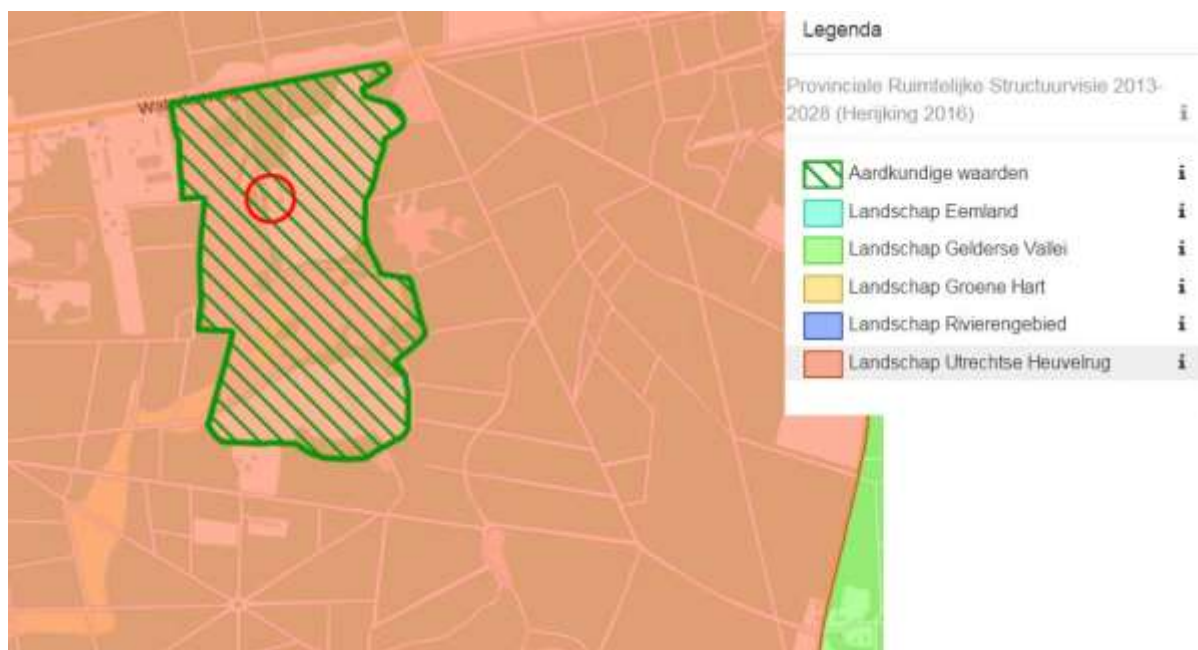 Legenda
Provinciale Ruimtelijke Structuurvisie 2013-
2028 (Herijking 2016)
Aardkundige waarden
Landschap Eemland
Landschap Gelderse Vallei
Landschap Groene Hart
Landschap Rivierengebied
Landschap Utrechtse Heuvelrug